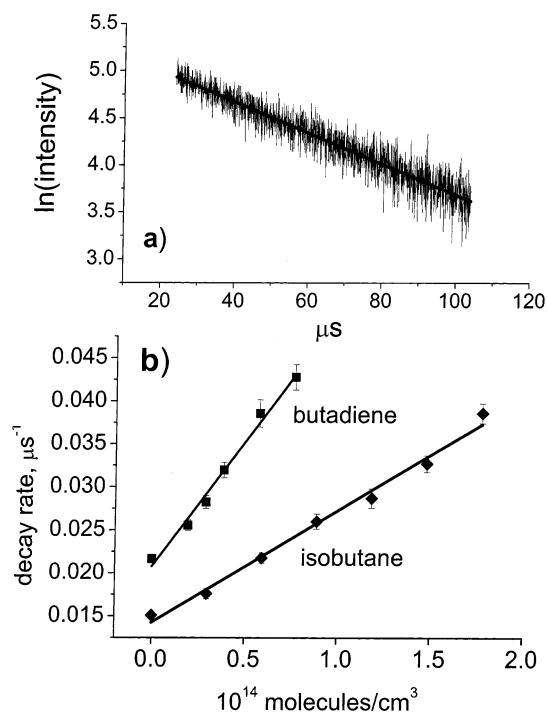 5.5
5.0
4.5
4.0
3.5
3.0
ln(intensity)
a)
20 40 60 80 100 120
μs
0.045
0.040
0.035
0.030
0.025
0.020
0.015
decay rate, μs⁻¹
b)
butadiene
isobutane
0.0 0.5 1.0 1.5 2.0
10¹⁴ molecules/cm³